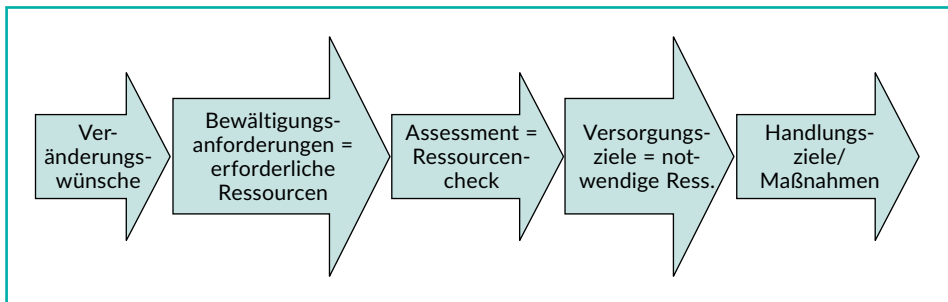 Ver-
änderungs-
wünsche
Bewältigungs-
anforderungen =
erforderliche
Ressourcen
Assessment =
Ressourcen-
check
Versorgungs-
ziele = not-
wendige Ress.
Handlungs-
ziele/
Maßnahmen